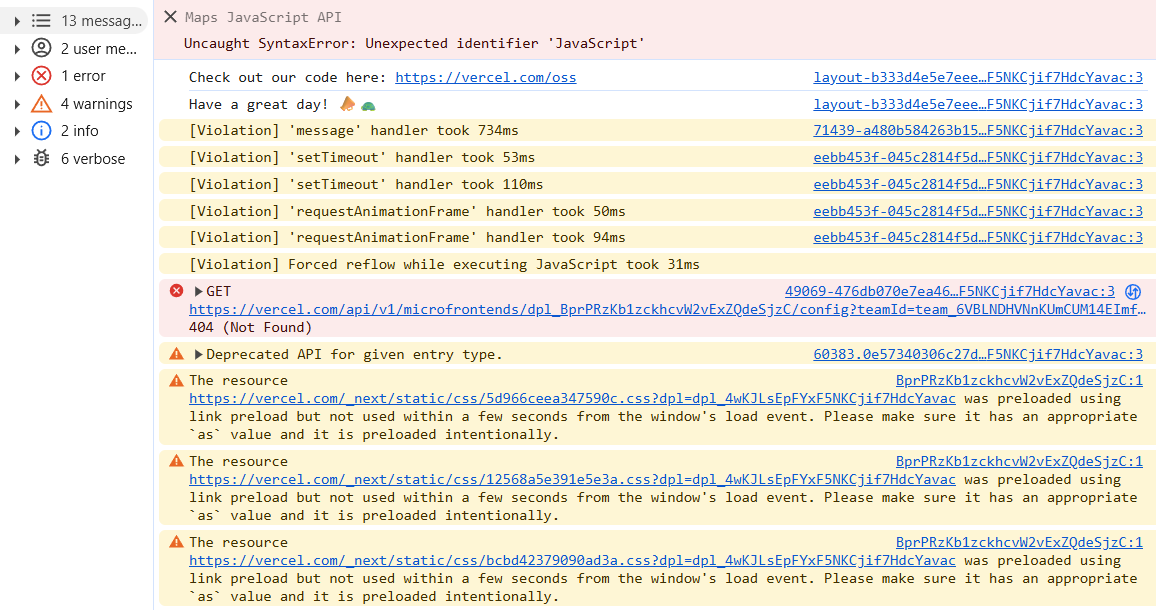 13 messag...
2 user me...
1 error
4 warnings
2 info
6 verbose
Maps JavaScript API
Uncaught SyntaxError: Unexpected identifier 'JavaScript'
Check out our code here: https://vercel.com/oss layout-b333d4e5e7eee…F5NKCjif7HdcYavac:3
Have a great day! 📣🐢 layout-b333d4e5e7eee…F5NKCjif7HdcYavac:3
[Violation] 'message' handler took 734ms 71439-a480b584263b15…F5NKCjif7HdcYavac:3
[Violation] 'setTimeout' handler took 53ms eebb453f-045c2814f5d…F5NKCjif7HdcYavac:3
[Violation] 'setTimeout' handler took 110ms eebb453f-045c2814f5d…F5NKCjif7HdcYavac:3
[Violation] 'requestAnimationFrame' handler took 50ms eebb453f-045c2814f5d…F5NKCjif7HdcYavac:3
[Violation] 'requestAnimationFrame' handler took 94ms eebb453f-045c2814f5d…F5NKCjif7HdcYavac:3
[Violation] Forced reflow while executing JavaScript took 31ms
GET 49069-476db070e7ea46…F5NKCjif7HdcYavac:3
https://vercel.com/api/v1/microfrontends/dpl_BprPRzKb1zckhcvW2vExZQdeSjzC/config?teamId=team_6VBLNDHVNnKUmCUM14EImf…
404 (Not Found)
Deprecated API for given entry type. 60383.0e57340306c27d…F5NKCjif7HdcYavac:3
The resource BprPRzKb1zckhcvW2vExZQdeSjzC:1
https://vercel.com/_next/static/css/5d966ceea347590c.css?dpl=dpl_4wKJLsEpFYxF5NKCjif7HdcYavac was preloaded using
link preload but not used within a few seconds from the window's load event. Please make sure it has an appropriate
`as` value and it is preloaded intentionally.
The resource BprPRzKb1zckhcvW2vExZQdeSjzC:1
https://vercel.com/_next/static/css/12568a5e391e5e3a.css?dpl=dpl_4wKJLsEpFYxF5NKCjif7HdcYavac was preloaded using
link preload but not used within a few seconds from the window's load event. Please make sure it has an appropriate
`as` value and it is preloaded intentionally.
The resource BprPRzKb1zckhcvW2vExZQdeSjzC:1
https://vercel.com/_next/static/css/bcbd42379090ad3a.css?dpl=dpl_4wKJLsEpFYxF5NKCjif7HdcYavac was preloaded using
link preload but not used within a few seconds from the window's load event. Please make sure it has an appropriate
`as` value and it is preloaded intentionally.